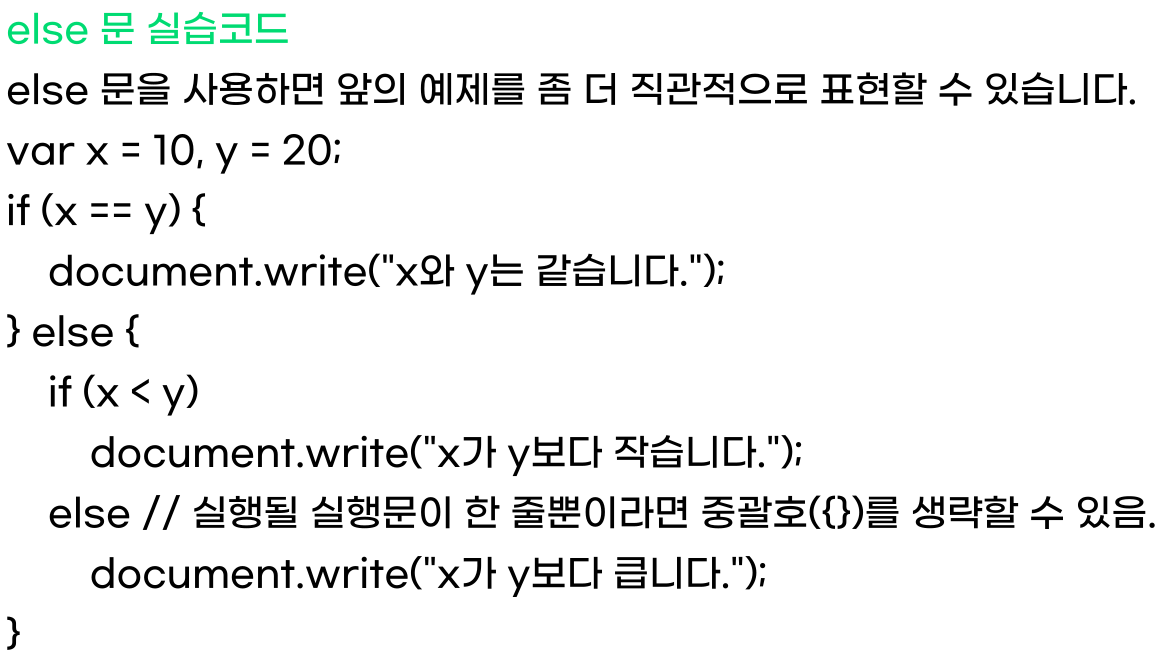 else 문 실습코드
else 문을 사용하면 앞의 예제를 좀 더 직관적으로 표현할 수 있습니다.
var x = 10, y = 20;
if (x == y) {
    document.write("x와 y는 같습니다.");
} else {
    if (x < y)
        document.write("x가 y보다 작습니다.");
    else // 실행될 실행문이 한 줄뿐이라면 중괄호({})를 생략할 수 있음.
        document.write("x가 y보다 큽니다.");
}